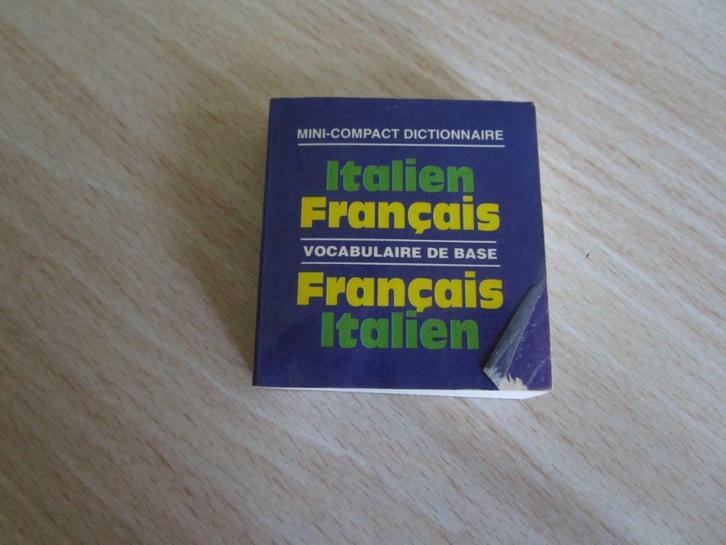 MINI-COMPACT DICTIONNAIRE
Italien
Français
VOCABULAIRE DE BASE
Français
Italien